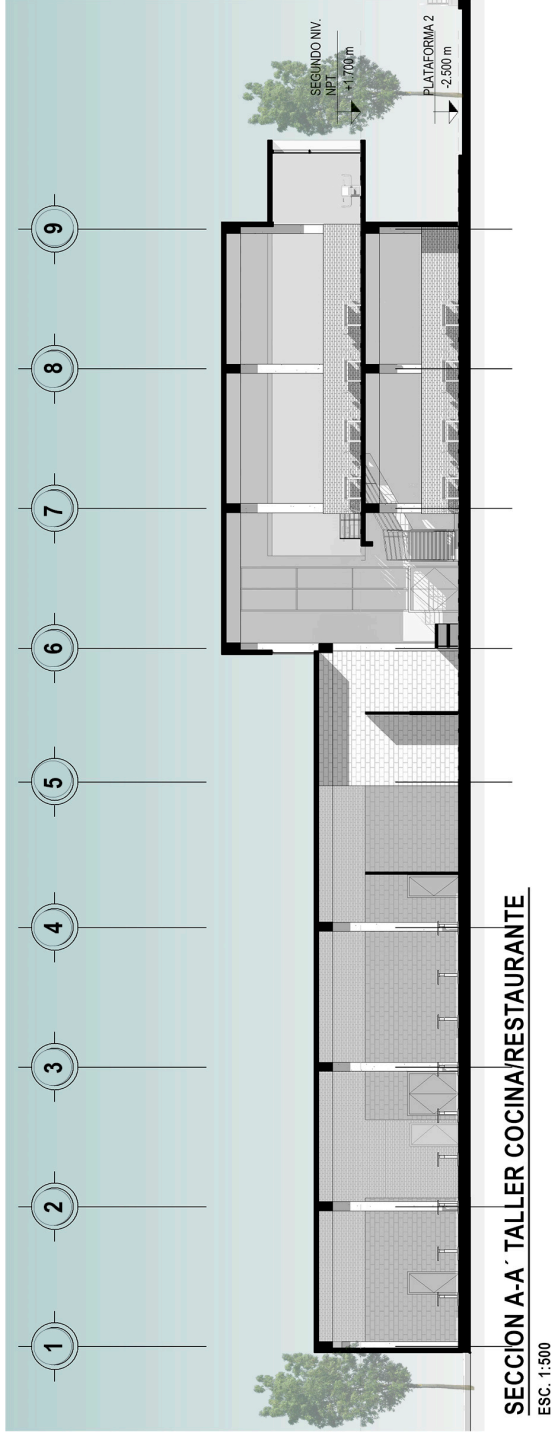 1
2
3
4
5
6
7
8
9
SEGUNDO NIV.
NPT
+1.700 m
PLATAFORMA 2
-2.500 m
SECCION A-A´ TALLER COCINA/RESTAURANTE
ESC. 1:500